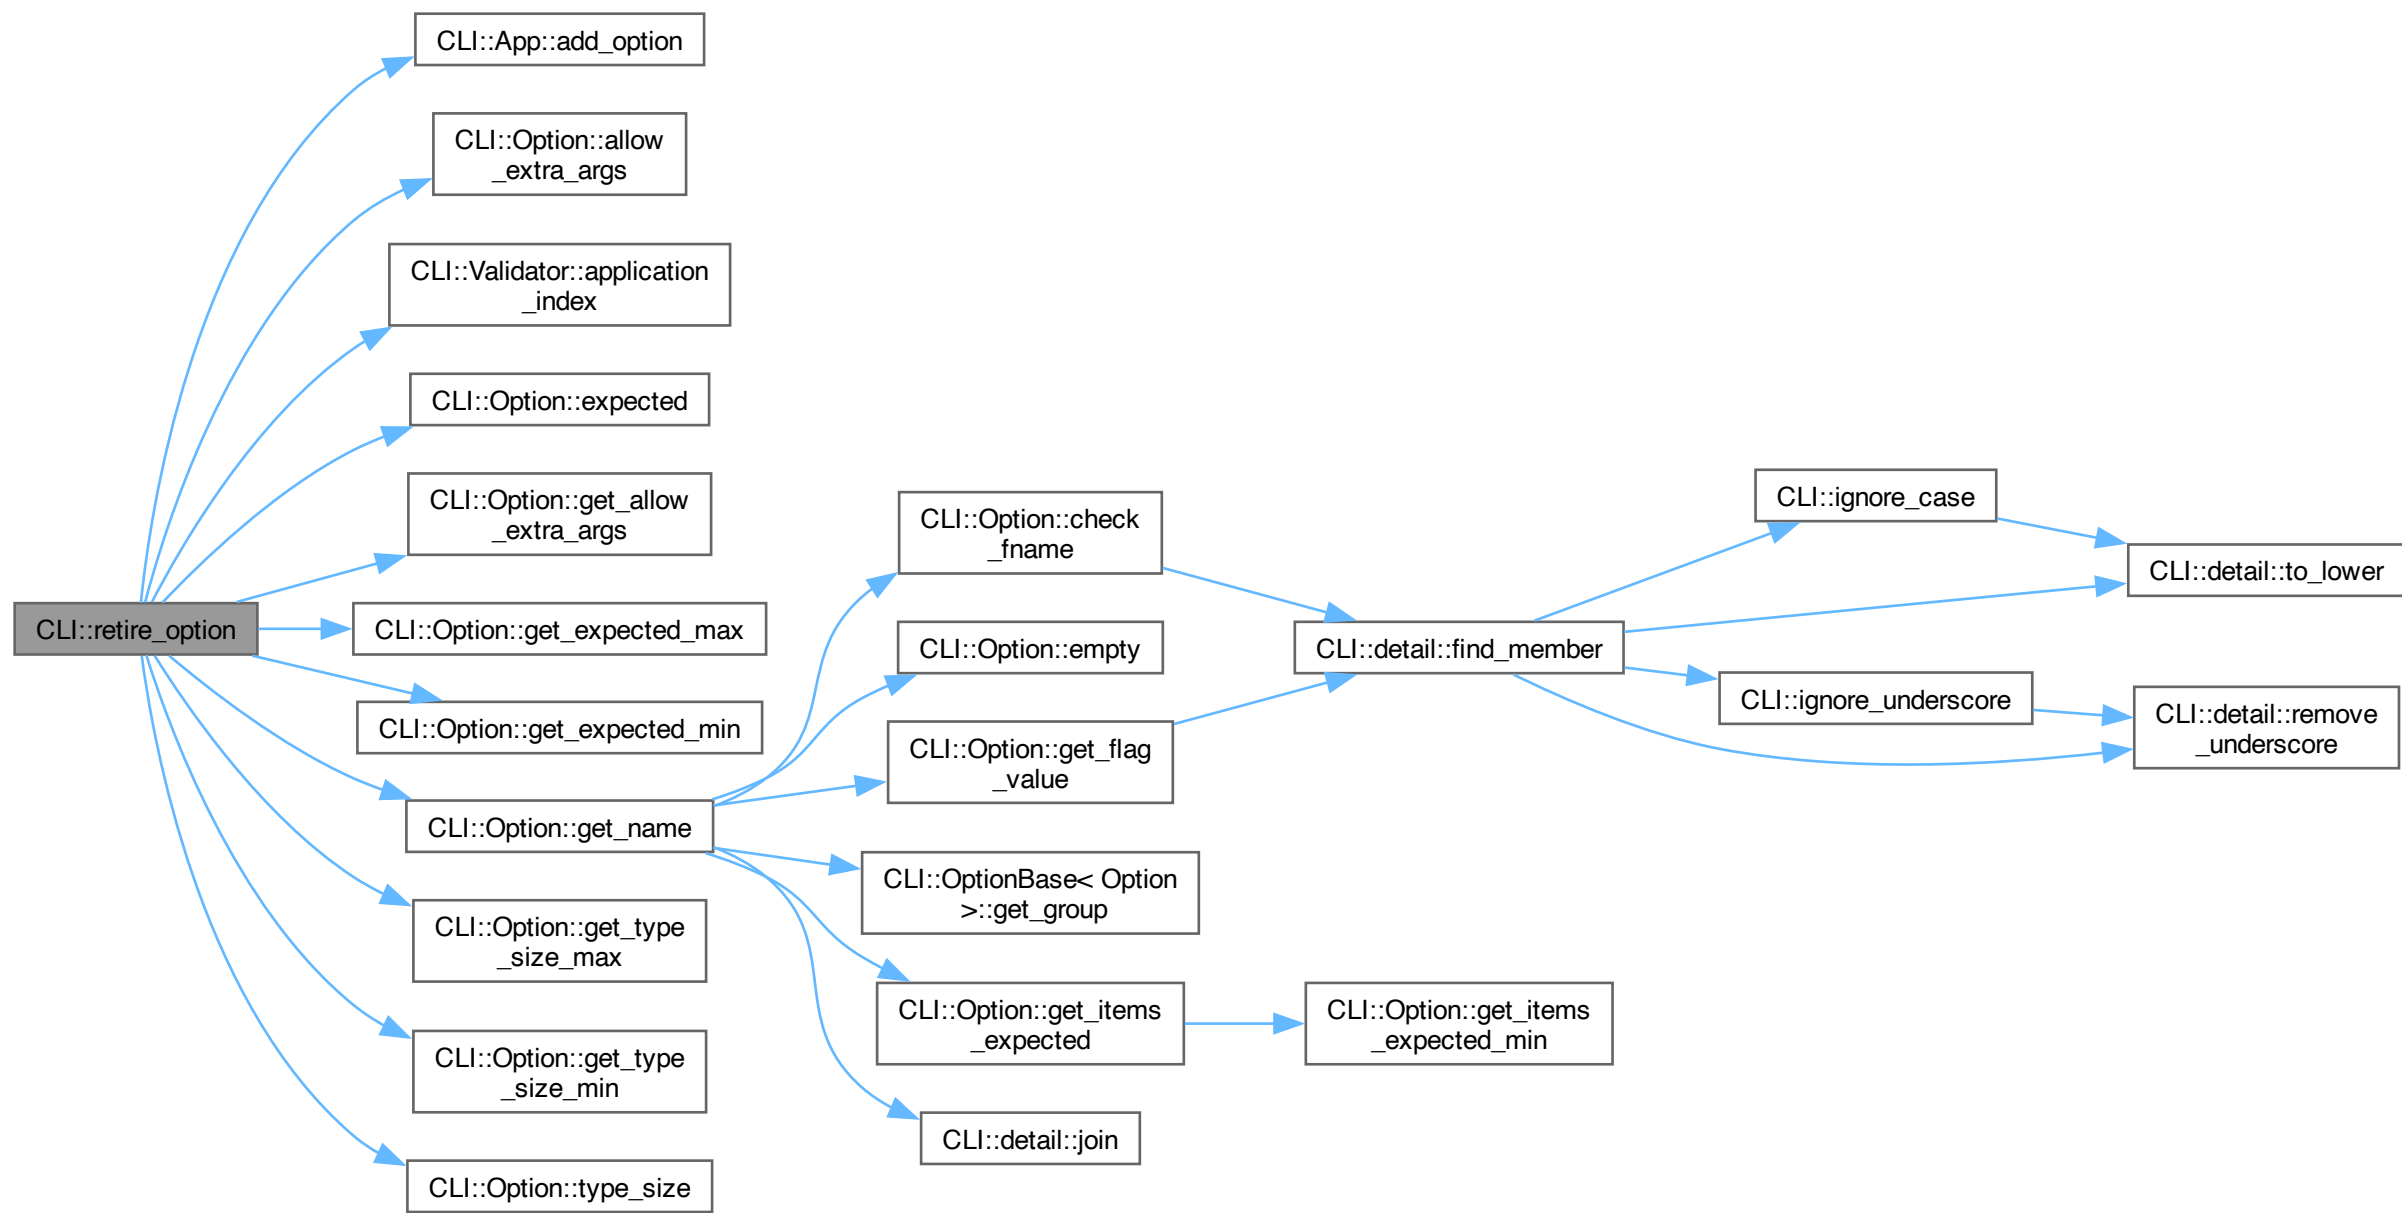 CLI::App::add_option
CLI::Option::allow
_extra_args
CLI::Validator::application
_index
CLI::Option::expected
CLI::Option::get_allow
_extra_args
CLI::retire_option
CLI::Option::get_expected_max
CLI::Option::get_expected_min
CLI::Option::get_name
CLI::Option::get_type
_size_max
CLI::Option::get_type
_size_min
CLI::Option::type_size
CLI::Option::check
_fname
CLI::Option::empty
CLI::Option::get_flag
_value
CLI::OptionBase< Option
>::get_group
CLI::Option::get_items
_expected
CLI::detail::join
CLI::detail::find_member
CLI::Option::get_items
_expected_min
CLI::ignore_case
CLI::ignore_underscore
CLI::detail::to_lower
CLI::detail::remove
_underscore